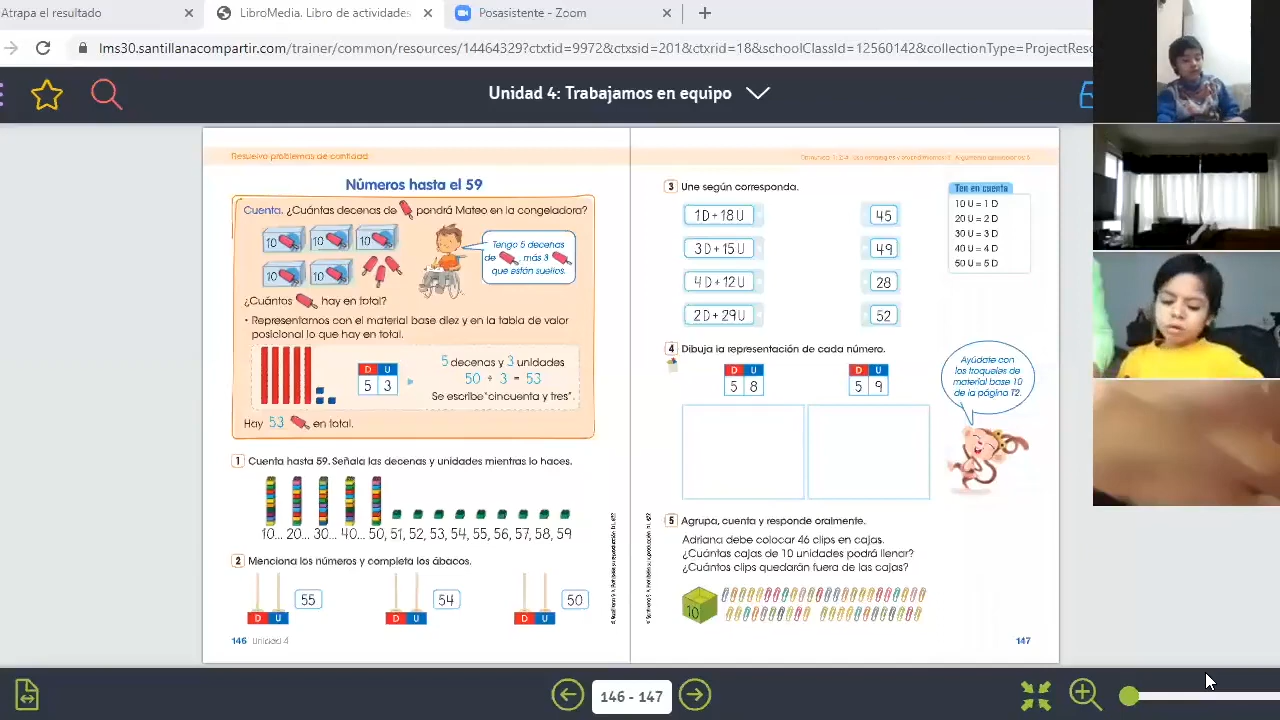 Atrapa el resultado
LibroMedia. Libro de actividades
Posasistente - Zoom
lms30.santillanacompartir.com/trainer/common/resources/14464329?ctxtid=9972&ctxsid=201&ctxrid=18&schoolClassId=12560142&collectionType=ProjectReso
Unidad 4: Trabajamos en equipo
Resuelve problemas de cantidad
Números hasta el 59
Cuenta. ¿Cuántas decenas de pondrá Mateo en la congeladora?
10 10 10
10 10
Tengo 5 decenas
de , más 3
que están sueltos.
¿Cuántos hay en total?
• Representamos con el material base diez y en la tabla de valor
posicional lo que hay en total.
D U
5 3
5 decenas y 3 unidades
50 + 3 = 53
Se escribe "cincuenta y tres".
Hay 53 en total.
1 Cuenta hasta 59. Señala las decenas y unidades mientras lo haces.
10... 20... 30... 40... 50, 51, 52, 53, 54, 55, 56, 57, 58, 59
2 Menciona los números y completa los ábacos.
D U 55
D U 54
D U 50
146 Unidad 4
3 Une según corresponda.
1D + 18U 45
3D + 15U 49
4D + 12U 28
2D + 29U 52
Ten en cuenta
10 U = 1 D
20 U = 2 D
30 U = 3 D
40 U = 4 D
50 U = 5 D
4 Dibuja la representación de cada número.
D U
5 8
D U
5 9
Ayúdate con
los troqueles de
material base 10
de la página T2.
5 Agrupa, cuenta y responde oralmente.
Adriana debe colocar 46 clips en cajas.
¿Cuántas cajas de 10 unidades podrá llenar?
¿Cuántos clips quedarán fuera de las cajas?
10
147
146 - 147